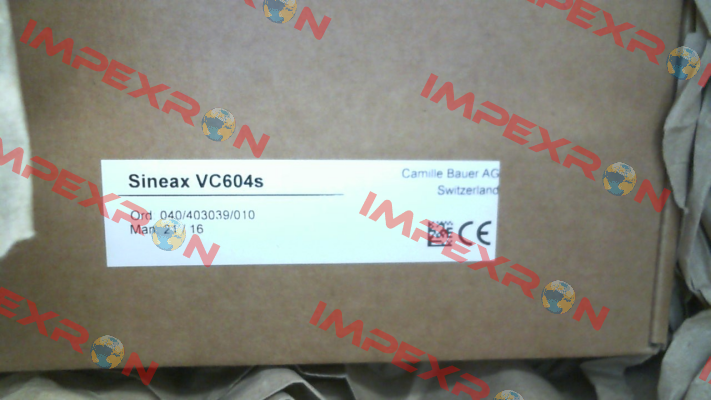 IMPEXRON
IMPEXRON
IMPEXRON
IMPEXRON
Sineax VC604s
Camille Bauer AG
Switzerland
Ord. 040/403039/010
Man. 21 / 16
CE
IMPEXRON
IMPEXRON
IMPEXRON